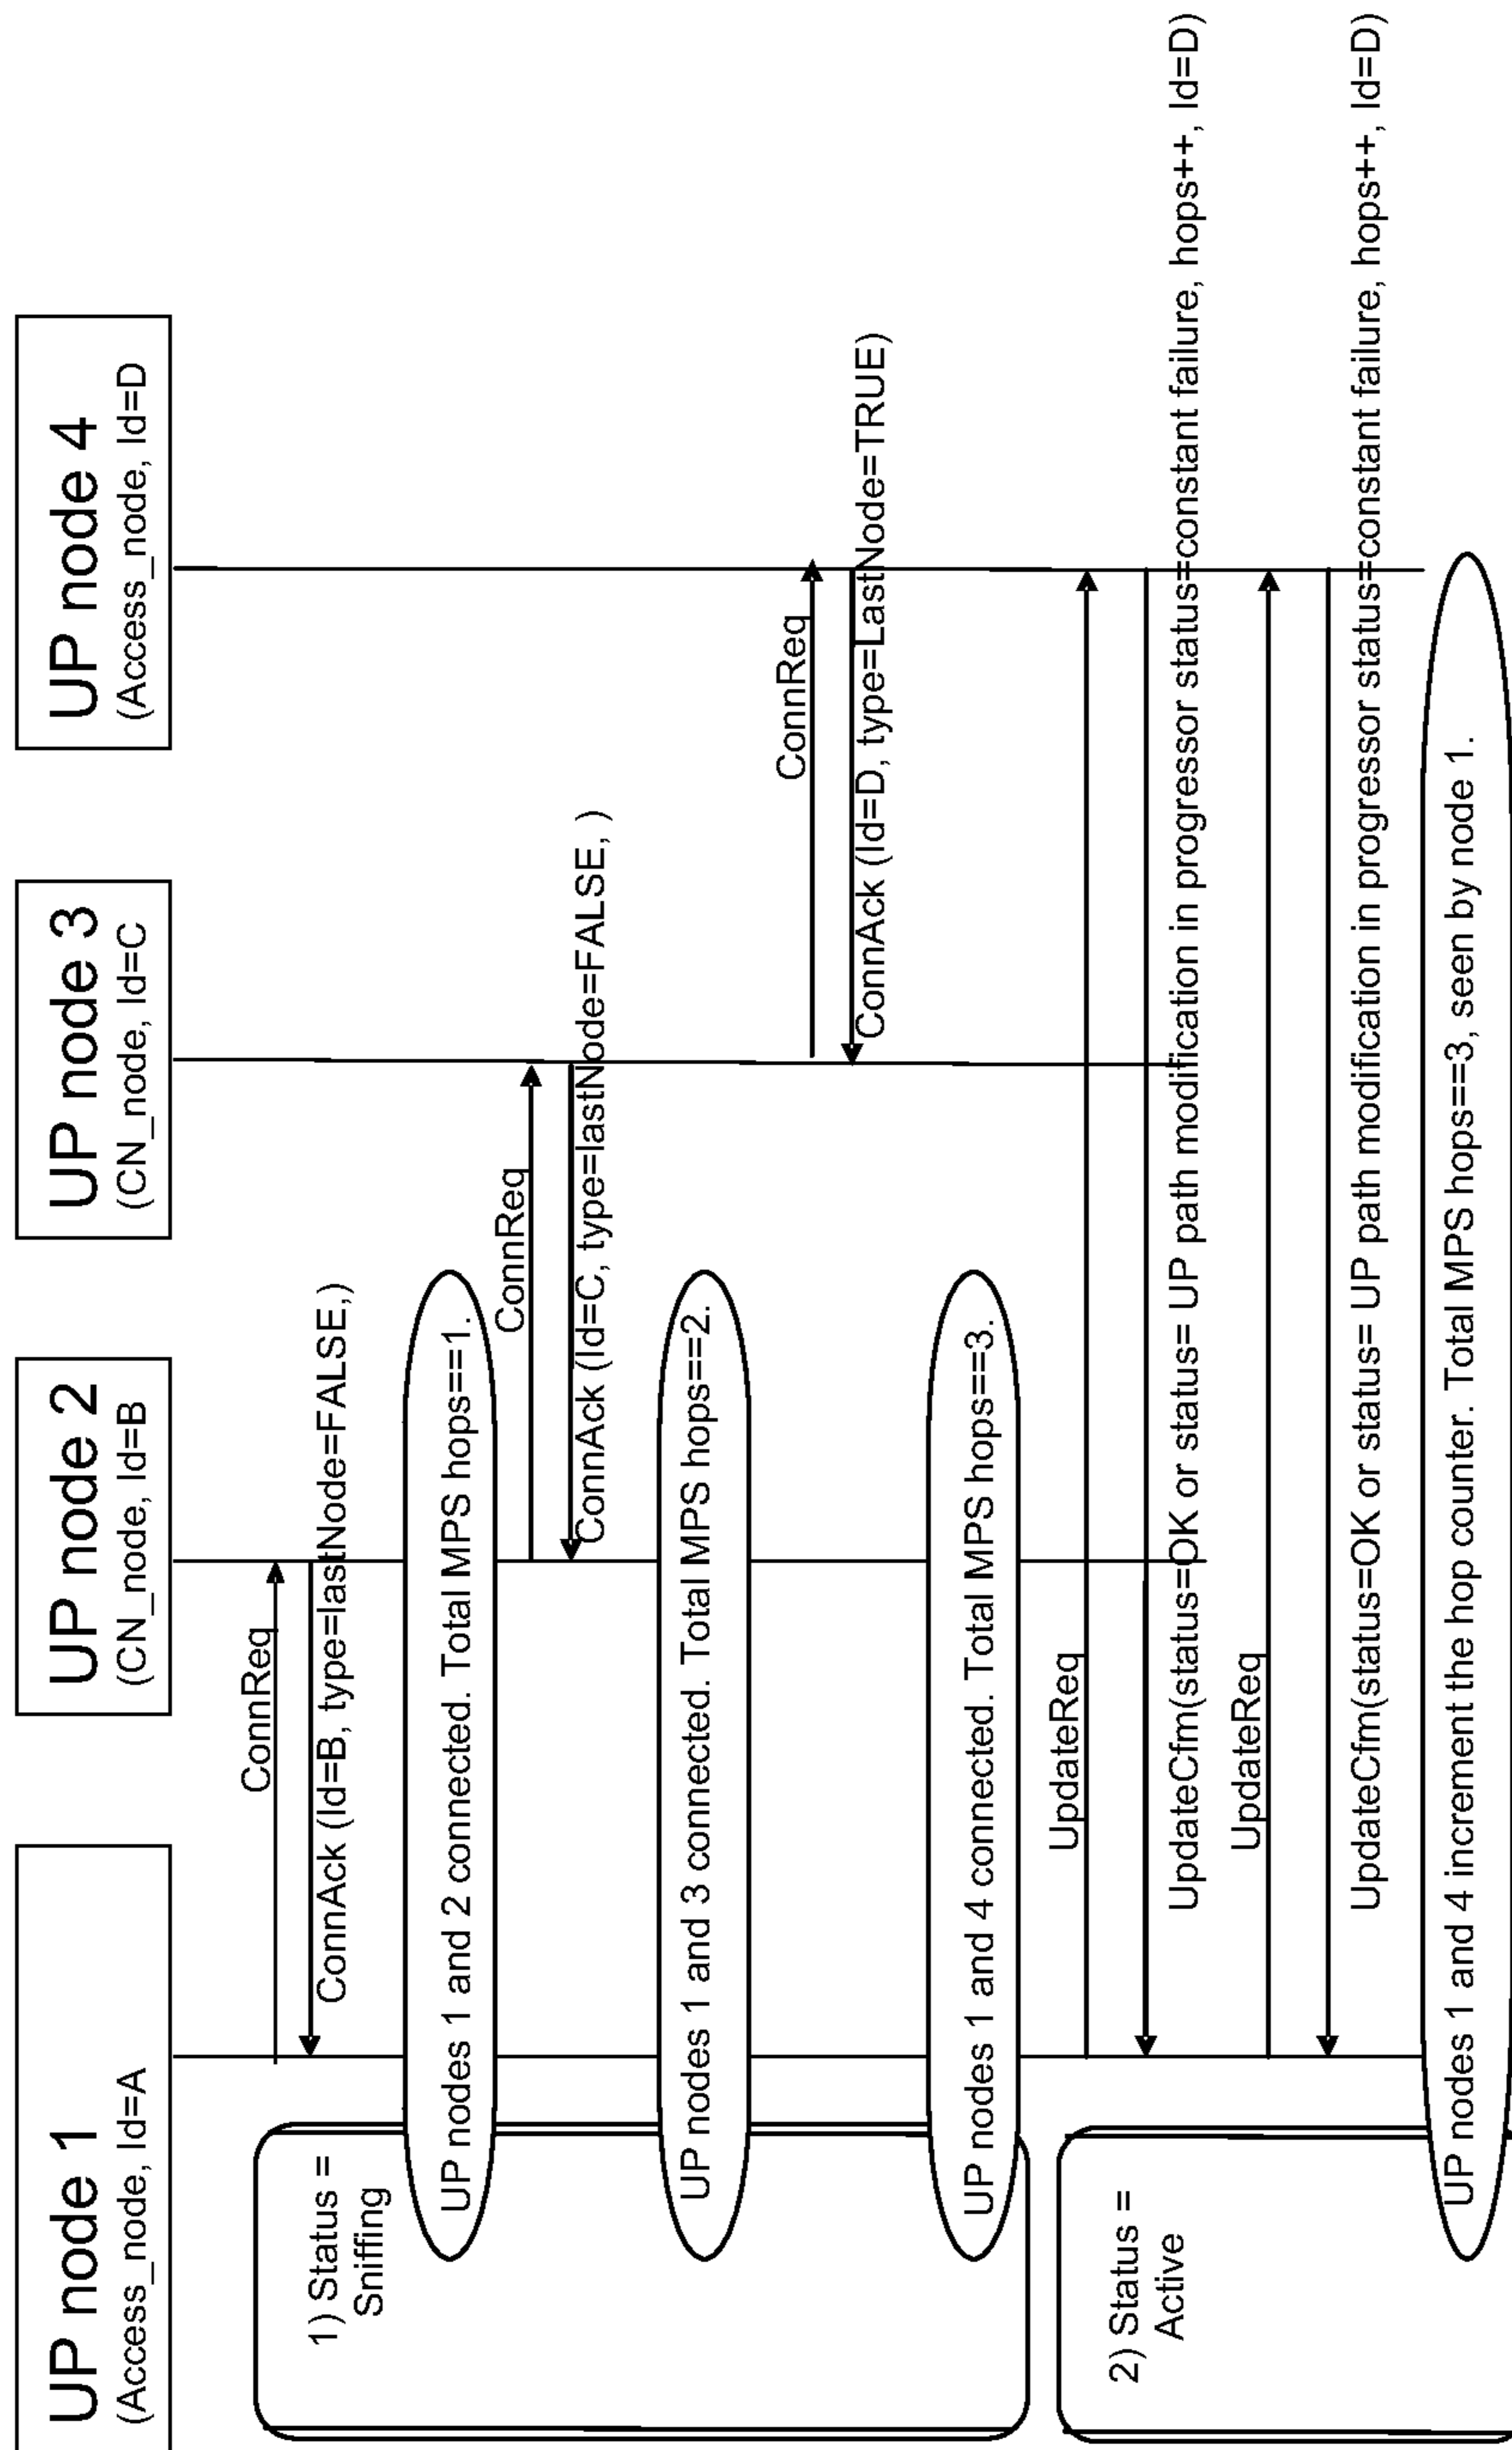 UP node 1
(Access_node, Id=A
UP node 2
(CN_node, Id=B
UP node 3
(CN_node, Id=C
UP node 4
(Access_node, Id=D
1) Status =
Sniffing
ConnReq
ConnAck (Id=B, type=lastNode=FALSE,)
UP nodes 1 and 2 connected. Total MPS hops==1.
ConnReq
ConnAck (Id=C, type=lastNode=FALSE, )
UP nodes 1 and 3 connected. Total MPS hops==2.
ConnReq
ConnAck (Id=D, type=LastNode=TRUE)
UP nodes 1 and 4 connected. Total MPS hops==3.
2) Status =
Active
UpdateReq
UpdateCfm(status=OK or status= UP path modification in progressor status=constant failure, hops++, Id=D)
UpdateReq
UpdateCfm(status=OK or status= UP path modification in progressor status=constant failure, hops++, Id=D)
UP nodes 1 and 4 increment the hop counter. Total MPS hops==3, seen by node 1.